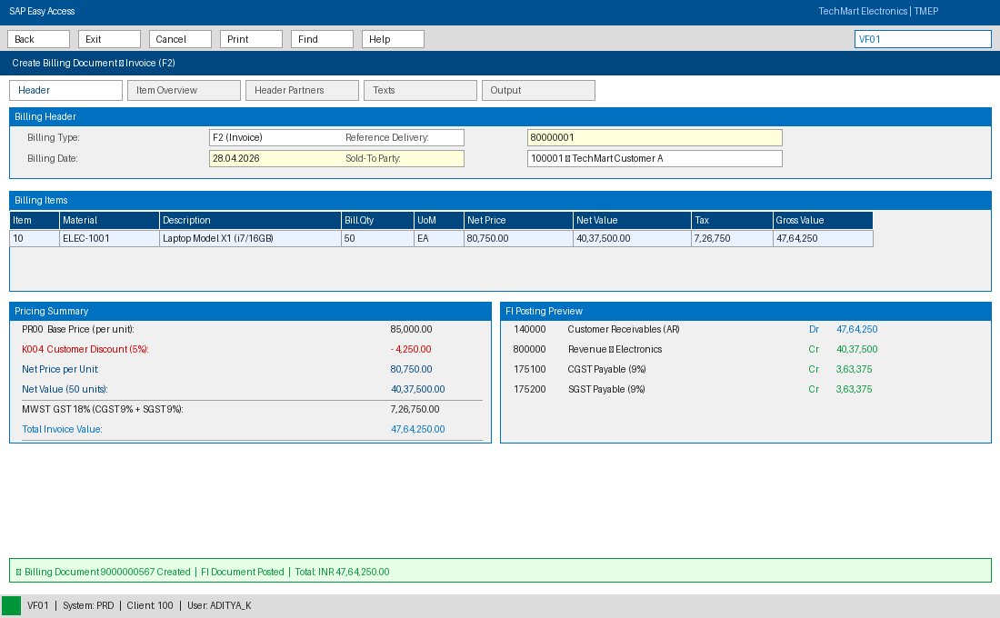 SAP Easy Access TechMart Electronics | TMEP
Back Exit Cancel Print Find Help VF01
Create Billing Document Invoice (F2)
Header Item Overview Header Partners Texts Output
Billing Header
Billing Type: F2 (Invoice) Reference Delivery: 80000001
Billing Date: 28.04.2026 Sold-To Party: 100001 TechMart Customer A
Billing Items
Item Material Description Bill.Qty UoM Net Price Net Value Tax Gross Value
10 ELEC-1001 Laptop Model X1 (i7/16GB) 50 EA 80,750.00 40,37,500.00 7,26,750 47,64,250
Pricing Summary
PR00 Base Price (per unit): 85,000.00
K004 Customer Discount (5%): - 4,250.00
Net Price per Unit: 80,750.00
Net Value (50 units): 40,37,500.00
MWST GST 18% (CGST 9% + SGST 9%): 7,26,750.00
Total Invoice Value: 47,64,250.00
FI Posting Preview
140000 Customer Receivables (AR) Dr 47,64,250
800000 Revenue Electronics Cr 40,37,500
175100 CGST Payable (9%) Cr 3,63,375
175200 SGST Payable (9%) Cr 3,63,375
Billing Document 9000000567 Created | FI Document Posted | Total: INR 47,64,250.00
VF01 | System: PRD | Client: 100 | User: ADITYA_K